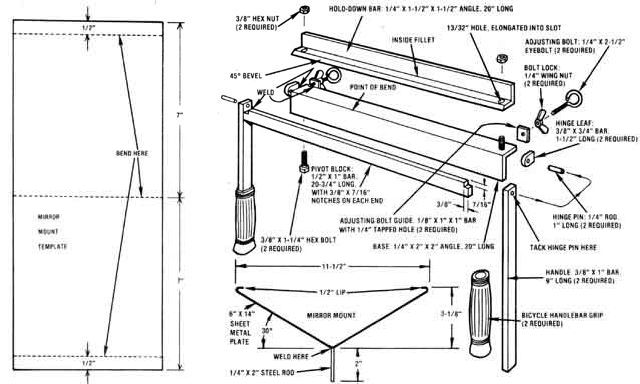 1/2"
BEND HERE
7"
MIRROR
MOUNT
TEMPLATE
7"
1/2"
3/8" HEX NUT
(2 REQUIRED)
HOLD-DOWN BAR: 1/4" X 1-1/2" X 1-1/2" ANGLE, 20" LONG
INSIDE FILLET
13/32" HOLE, ELONGATED INTO SLOT
ADJUSTING BOLT: 1/4" X 2-1/2"
EYEBOLT (2 REQUIRED)
BOLT LOCK:
1/4" WING NUT
(2 REQUIRED)
45° BEVEL
WELD
POINT OF BEND
HINGE LEAF:
3/8" X 3/4" BAR,
1-1/2" LONG (2 REQUIRED)
PIVOT BLOCK:
1/2" X 1" BAR,
20-3/4" LONG,
WITH 3/8" X 7/16"
NOTCHES ON EACH END
3/8"
7/16"
HINGE PIN: 1/4" ROD,
1" LONG (2 REQUIRED)
ADJUSTING BOLT GUIDE: 1/8" X 1" X 1" BAR
WITH 1/4" TAPPED HOLE (2 REQUIRED)
3/8" X 1-1/4" HEX BOLT
(2 REQUIRED)
BASE: 1/4" X 2" X 2" ANGLE, 20" LONG
TACK HINGE PIN HERE
11-1/2"
1/2" LIP
MIRROR MOUNT
6" X 14"
SHEET
METAL
PLATE
30°
3-1/8"
HANDLE: 3/8" X 1" BAR,
9" LONG (2 REQUIRED)
BICYCLE HANDLEBAR GRIP
(2 REQUIRED)
WELD HERE
2"
1/4" X 2" STEEL ROD